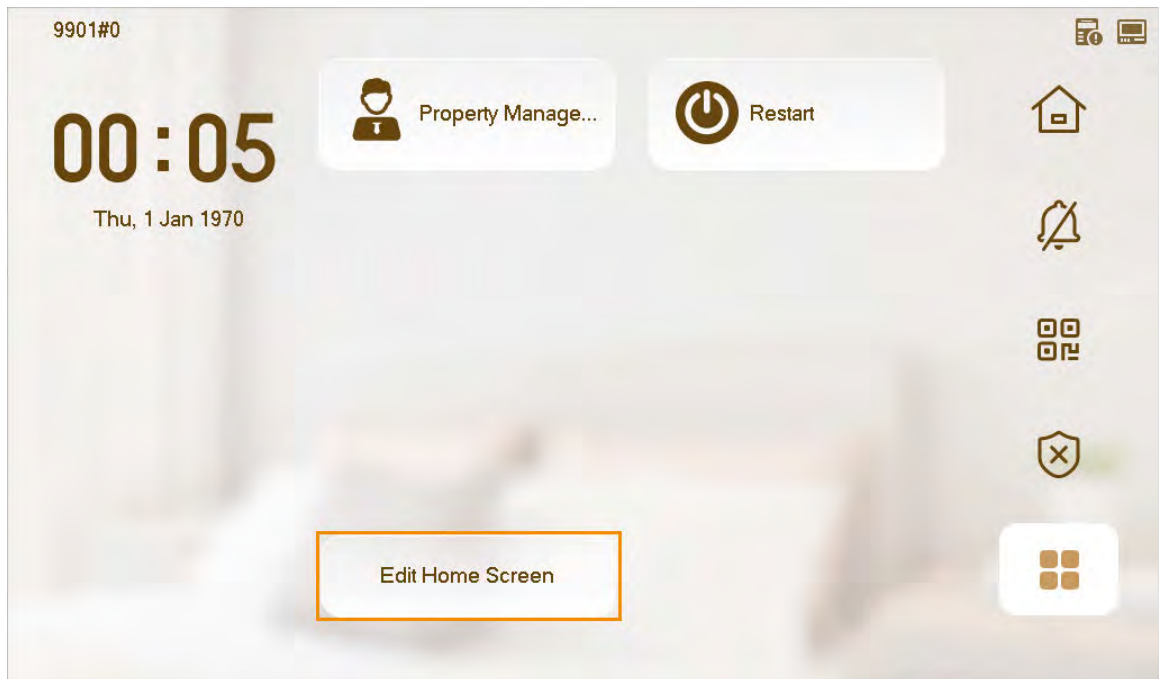 9901#0
00:05
Thu, 1 Jan 1970
Property Manage...
Restart
Edit Home Screen